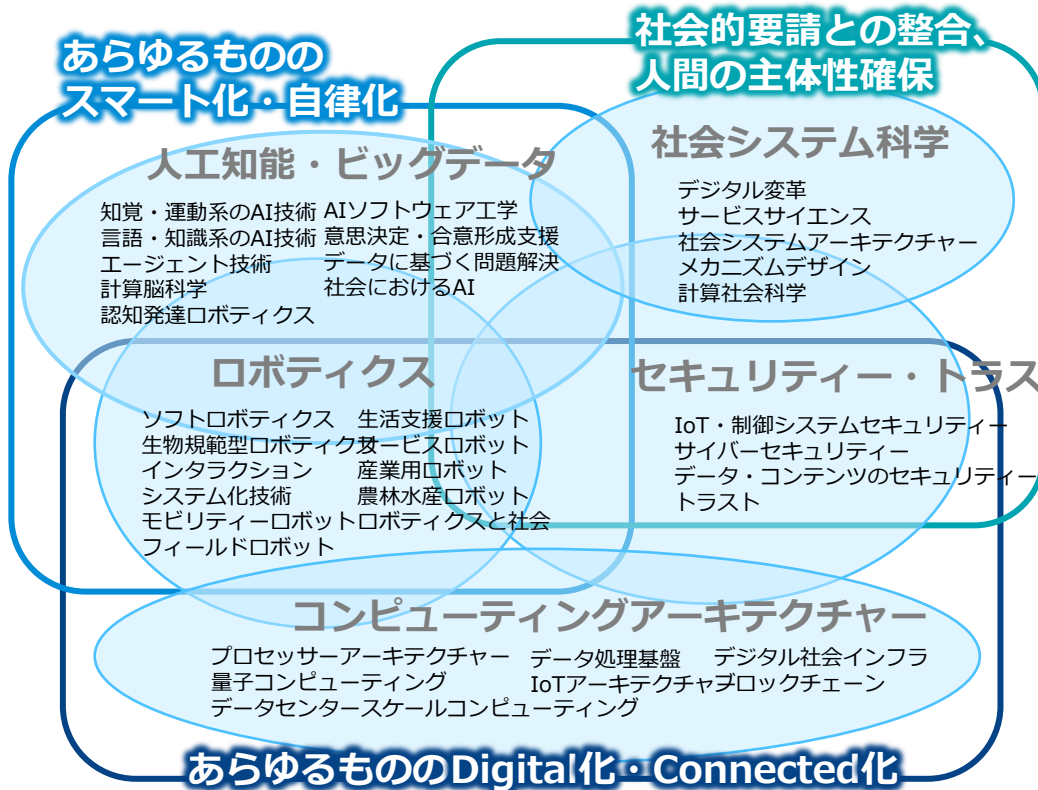 あらゆるものの
スマート化・自律化
社会的要請との整合、
人間の主体性確保
人工知能・ビッグデータ
知覚・運動系のAI技術
言語・知識系のAI技術
エージェント技術
計算脳科学
認知発達ロボティクス
AIソフトウェア工学
意思決定・合意形成支援
データに基づく問題解決
社会におけるAI
社会システム科学
デジタル変革
サービスサイエンス
社会システムアーキテクチャー
メカニズムデザイン
計算社会科学
ロボティクス
ソフトロボティクス
生物規範型ロボティクス
インタラクション
システム化技術
モビリティーロボット
フィールドロボット
生活支援ロボット
サービスロボット
産業用ロボット
農林水産ロボット
ロボティクスと社会
セキュリティー・トラス
IoT・制御システムセキュリティー
サイバーセキュリティー
データ・コンテンツのセキュリティー
トラスト
コンピューティングアーキテクチャー
プロセッサーアーキテクチャー
量子コンピューティング
データセンタースケールコンピューティング
データ処理基盤
IoTアーキテクチャー
デジタル社会インフラ
ブロックチェーン
あらゆるもののDigital化・Connected化